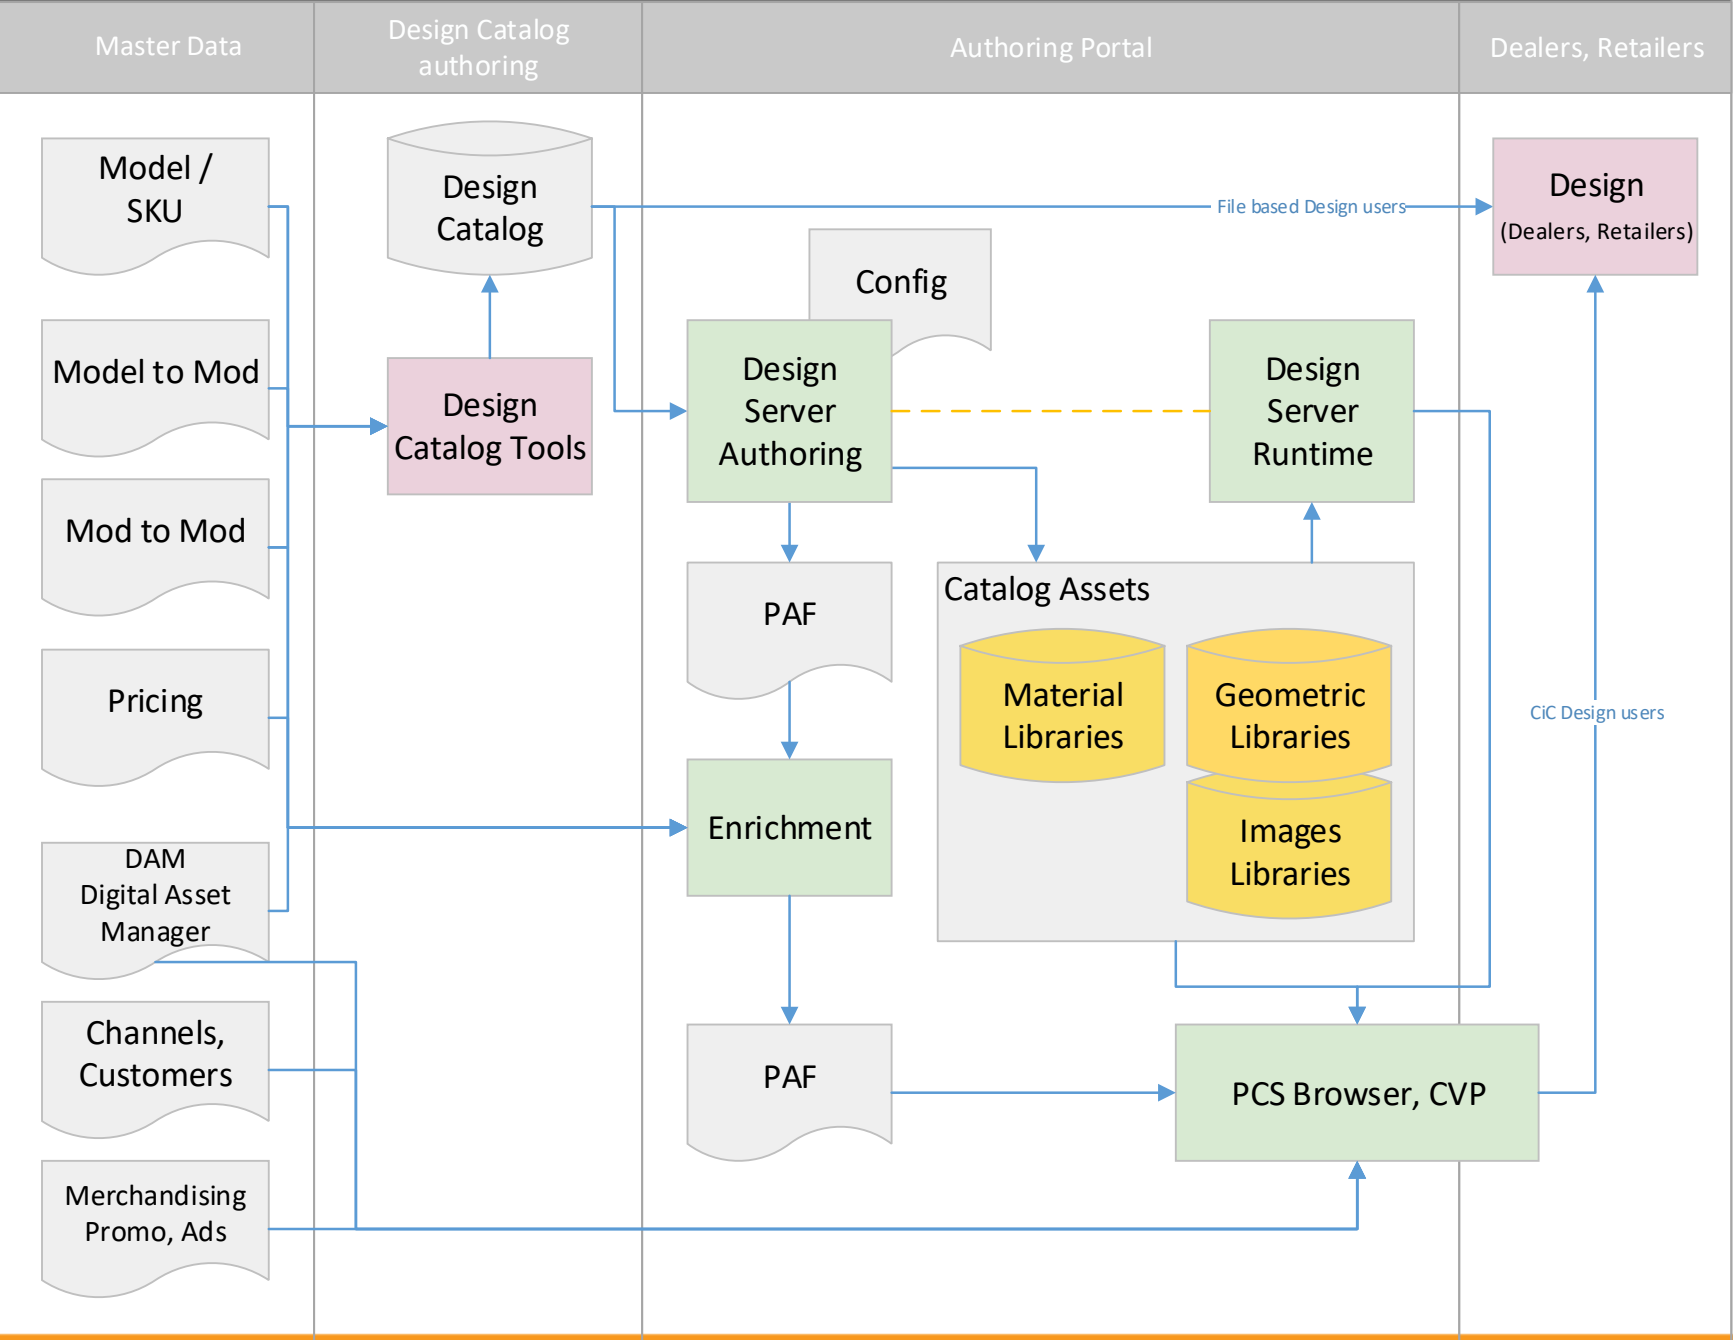 Master Data
Design Catalog
authoring
Authoring Portal
Dealers, Retailers
Model /
SKU
Model to Mod
Mod to Mod
Pricing
DAM
Digital Asset
Manager
Channels,
Customers
Merchandising
Promo, Ads
Design
Catalog
Design
Catalog Tools
File based Design users
Config
Design
Server
Authoring
Design
Server
Runtime
PAF
Catalog Assets
Material
Libraries
Geometric
Libraries
Images
Libraries
Enrichment
PAF
PCS Browser, CVP
Design
(Dealers, Retailers)
CiC Design users